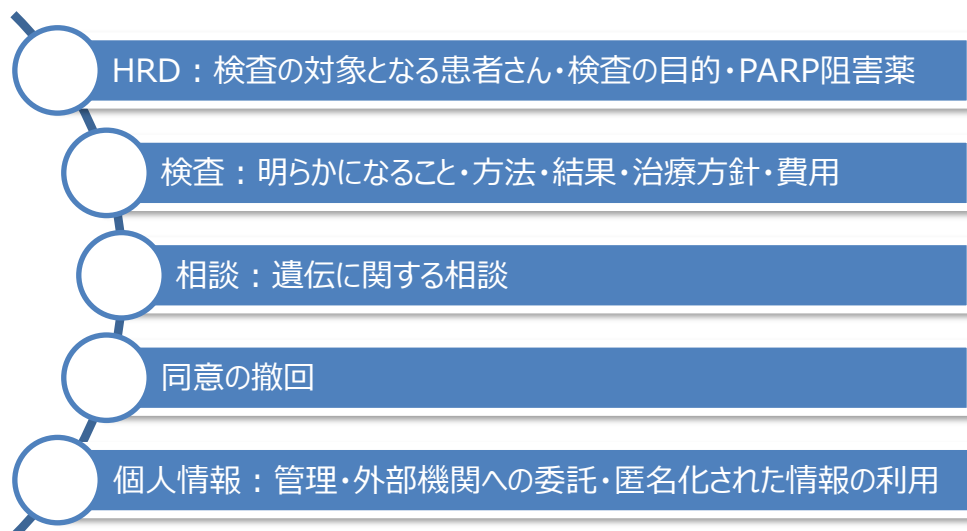 HRD：検査の対象となる患者さん・検査の目的・PARP阻害薬
検査：明らかになること・方法・結果・治療方針・費用
相談：遺伝に関する相談
同意の撤回
個人情報：管理・外部機関への委託・匿名化された情報の利用